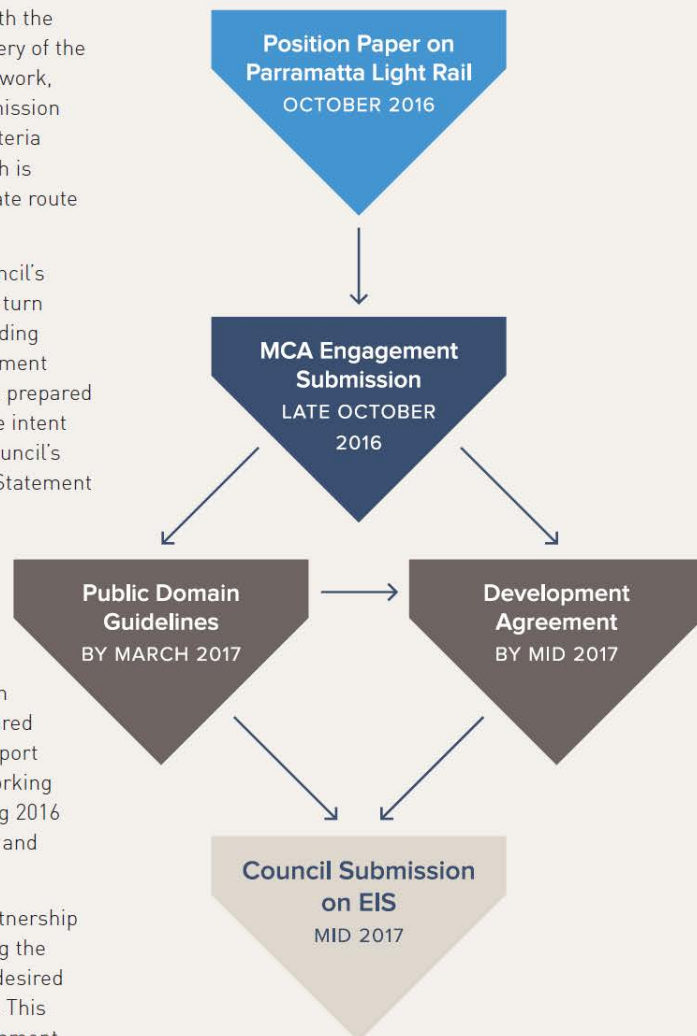 th the
ery of the
work,
nission
teria
h is
ate route
ncil's
turn
ding
ment
prepared
e intent
ouncil's
Statement
n
red
port
orking
g 2016
and
tnership
g the
desired
This
Position Paper on
Parramatta Light Rail
OCTOBER 2016
MCA Engagement
Submission
LATE OCTOBER
2016
Public Domain
Guidelines
BY MARCH 2017
Development
Agreement
BY MID 2017
Council Submission
on EIS
MID 2017